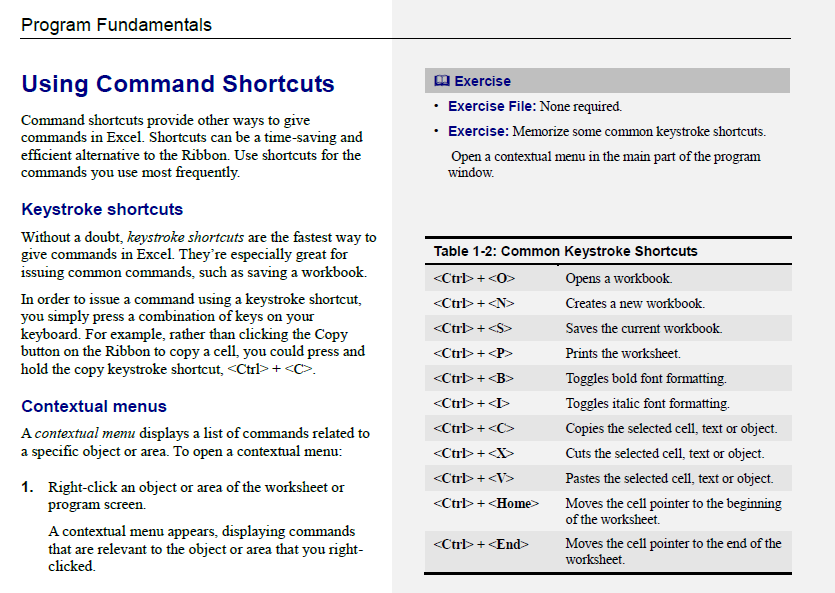 Program Fundamentals
Using Command Shortcuts
Command shortcuts provide other ways to give
commands in Excel. Shortcuts can be a time-saving and
efficient alternative to the Ribbon. Use shortcuts for the
commands you use most frequently.
Keystroke shortcuts
Without a doubt, keystroke shortcuts are the fastest way to
give commands in Excel. They’re especially great for
issuing common commands, such as saving a workbook.
In order to issue a command using a keystroke shortcut,
you simply press a combination of keys on your
keyboard. For example, rather than clicking the Copy
button on the Ribbon to copy a cell, you could press and
hold the copy keystroke shortcut, <Ctrl> + <C>.
Contextual menus
A contextual menu displays a list of commands related to
a specific object or area. To open a contextual menu:
1. Right-click an object or area of the worksheet or
program screen.
A contextual menu appears, displaying commands
that are relevant to the object or area that you right-
clicked.
Exercise
• Exercise File: None required.
• Exercise: Memorize some common keystroke shortcuts.
Open a contextual menu in the main part of the program
window.
Table 1-2: Common Keystroke Shortcuts
<Ctrl> + <O> Opens a workbook.
<Ctrl> + <N> Creates a new workbook.
<Ctrl> + <S> Saves the current workbook.
<Ctrl> + <P> Prints the worksheet.
<Ctrl> + <B> Toggles bold font formatting.
<Ctrl> + <I> Toggles italic font formatting.
<Ctrl> + <C> Copies the selected cell, text or object.
<Ctrl> + <X> Cuts the selected cell, text or object.
<Ctrl> + <V> Pastes the selected cell, text or object.
<Ctrl> + <Home> Moves the cell pointer to the beginning
of the worksheet.
<Ctrl> + <End> Moves the cell pointer to the end of the
worksheet.